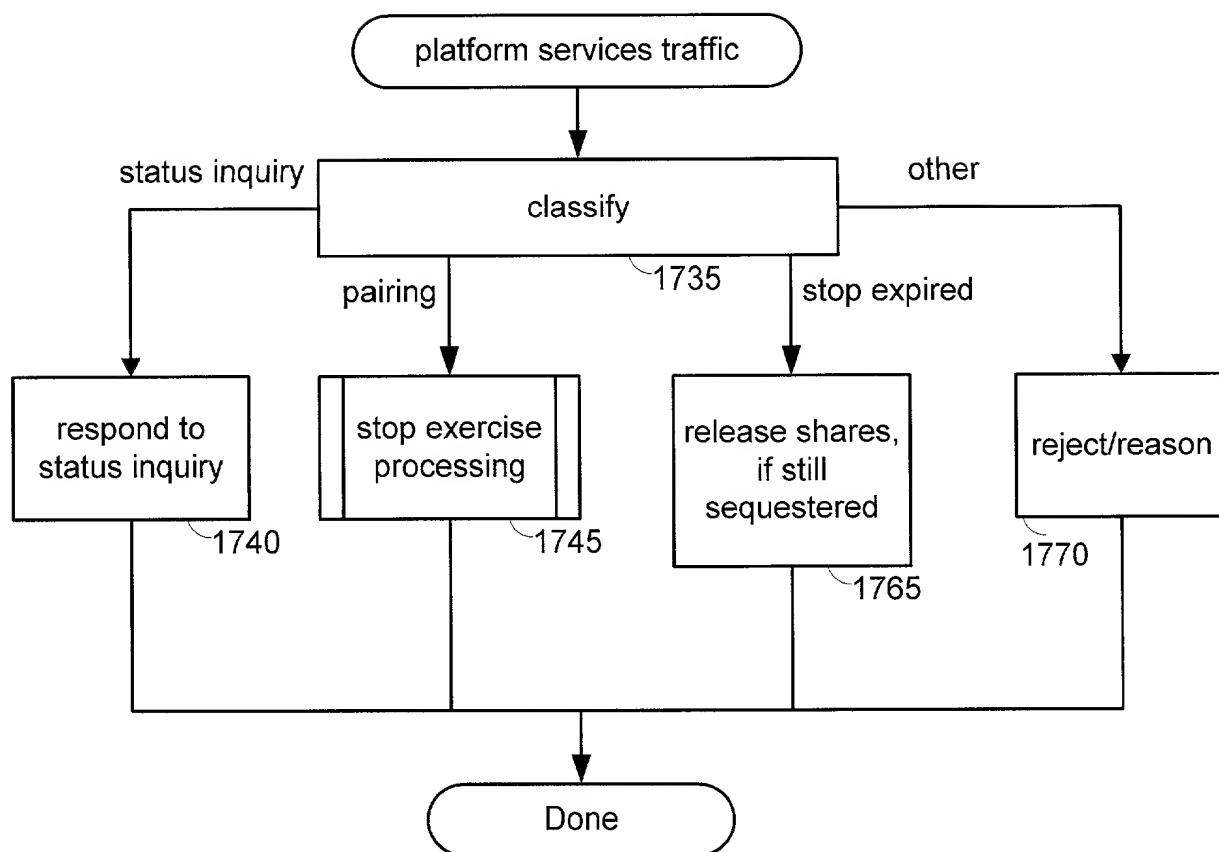 platform services traffic
status inquiry
other
classify
1735
pairing
stop expired
respond to
status inquiry
1740
stop exercise
processing
1745
release shares,
if still
sequestered
1765
reject/reason
1770
Done